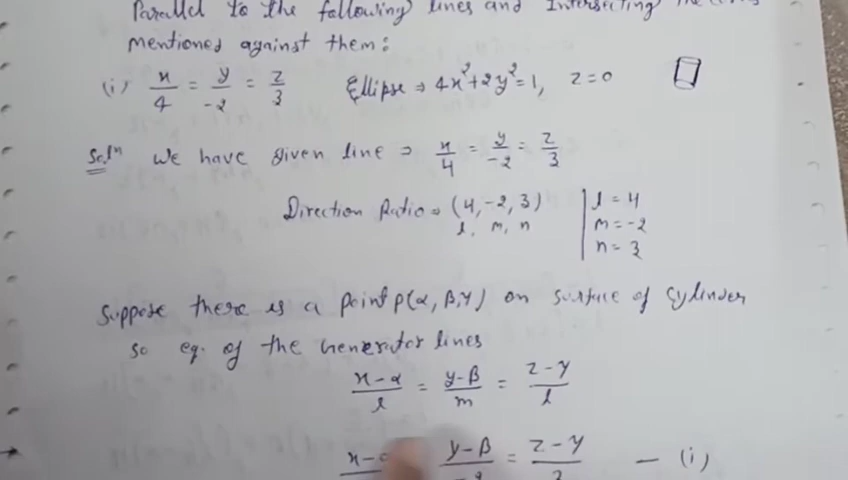 Parallel to the following lines and Intersecting
mentioned against them:
(i) x/4 = y/-2 = z/3 Ellipse → 4x²+2y²=1, z=0
Solⁿ We have given line → x/4 = y/-2 = z/3
Direction Ratio → (4, -2, 3) l = 4
l, m, n m = -2
n = 3
Suppose there is a point P(α, β, γ) on surface of cylinder
so eq. of the Generator lines
x-α/l = y-β/m = z-γ/l
y-β = z-γ/3 — (i)